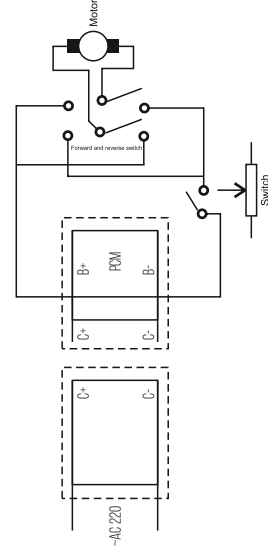 Motor
Forward and reverse switch
Switch
B+
PCM
B-
C+
C-
C+
C-
~AC 220